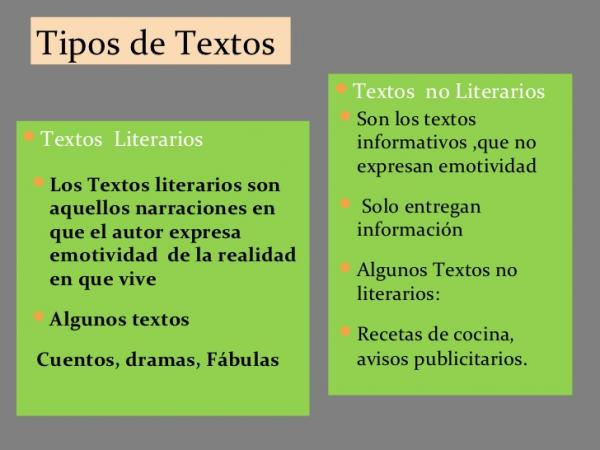 Tipos de Textos
Textos Literarios
Los Textos literarios son
aquellos narraciones en
que el autor expresa
emotividad de la realidad
en que vive
Algunos textos
Cuentos, dramas, Fábulas
Textos no Literarios
Son los textos
informativos ,que no
expresan emotividad
Solo entregan
información
Algunos Textos no
literarios:
Recetas de cocina,
avisos publicitarios.